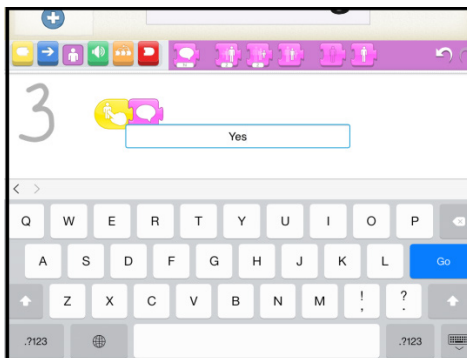 3
Yes
Q W E R T Y U I O P
A S D F G H J K L Go
Z X C V B N M ! , ? .
.?123 .?123